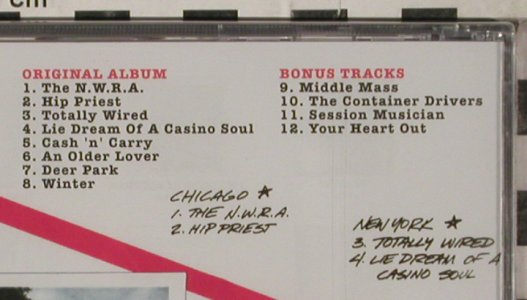 cm
ORIGINAL ALBUM
1. The N.W.R.A.
2. Hip Priest
3. Totally Wired
4. Lie Dream Of A Casino Soul
5. Cash 'n' Carry
6. An Older Lover
7. Deer Park
8. Winter
BONUS TRACKS
9. Middle Mass
10. The Container Drivers
11. Session Musician
12. Your Heart Out
CHICAGO ★
1. THE N.W.R.A.
2. HIP PRIEST
NEW YORK ★
3. TOTALLY WIRED
4. LIE DREAM OF A
CASINO SOUL